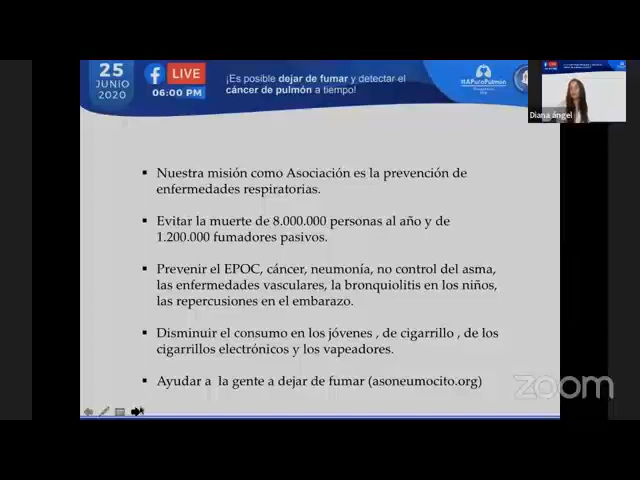 25
JUNIO
2020
LIVE
06:00 PM
¡Es posible dejar de fumar y detectar el
cáncer de pulmón a tiempo!
#APuroPulmón
Diana ángel
▪ Nuestra misión como Asociación es la prevención de
enfermedades respiratorias.
▪ Evitar la muerte de 8.000.000 personas al año y de
1.200.000 fumadores pasivos.
▪ Prevenir el EPOC, cáncer, neumonía, no control del asma,
las enfermedades vasculares, la bronquiolitis en los niños,
las repercusiones en el embarazo.
▪ Disminuir el consumo en los jóvenes , de cigarrillo , de los
cigarrillos electrónicos y los vapeadores.
▪ Ayudar a la gente a dejar de fumar (asoneumocito.org)
zoom